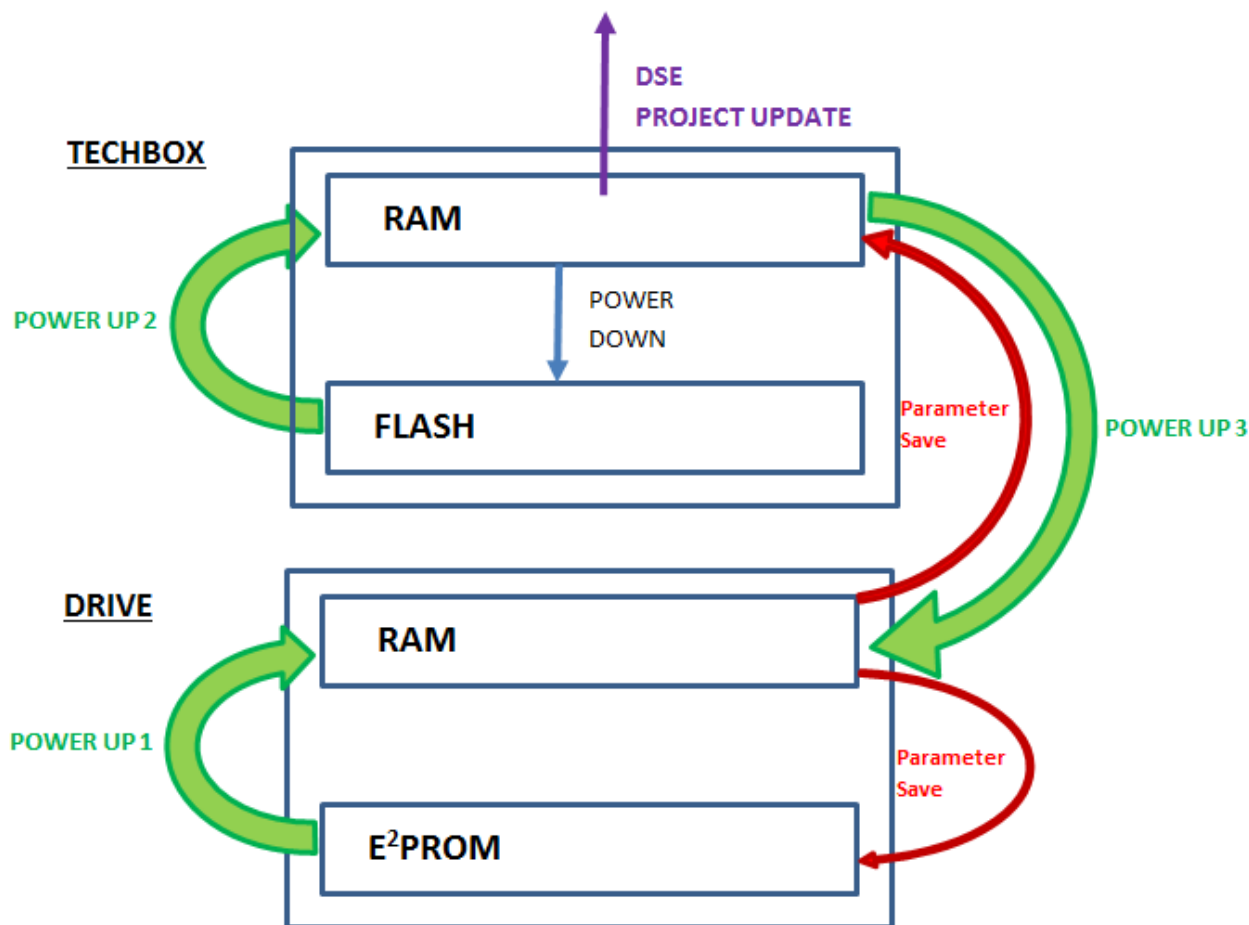 DSE
PROJECT UPDATE
TECHBOX
RAM
POWER UP 2
POWER
DOWN
FLASH
Parameter
Save
POWER UP 3
DRIVE
RAM
POWER UP 1
Parameter
Save
E²PROM